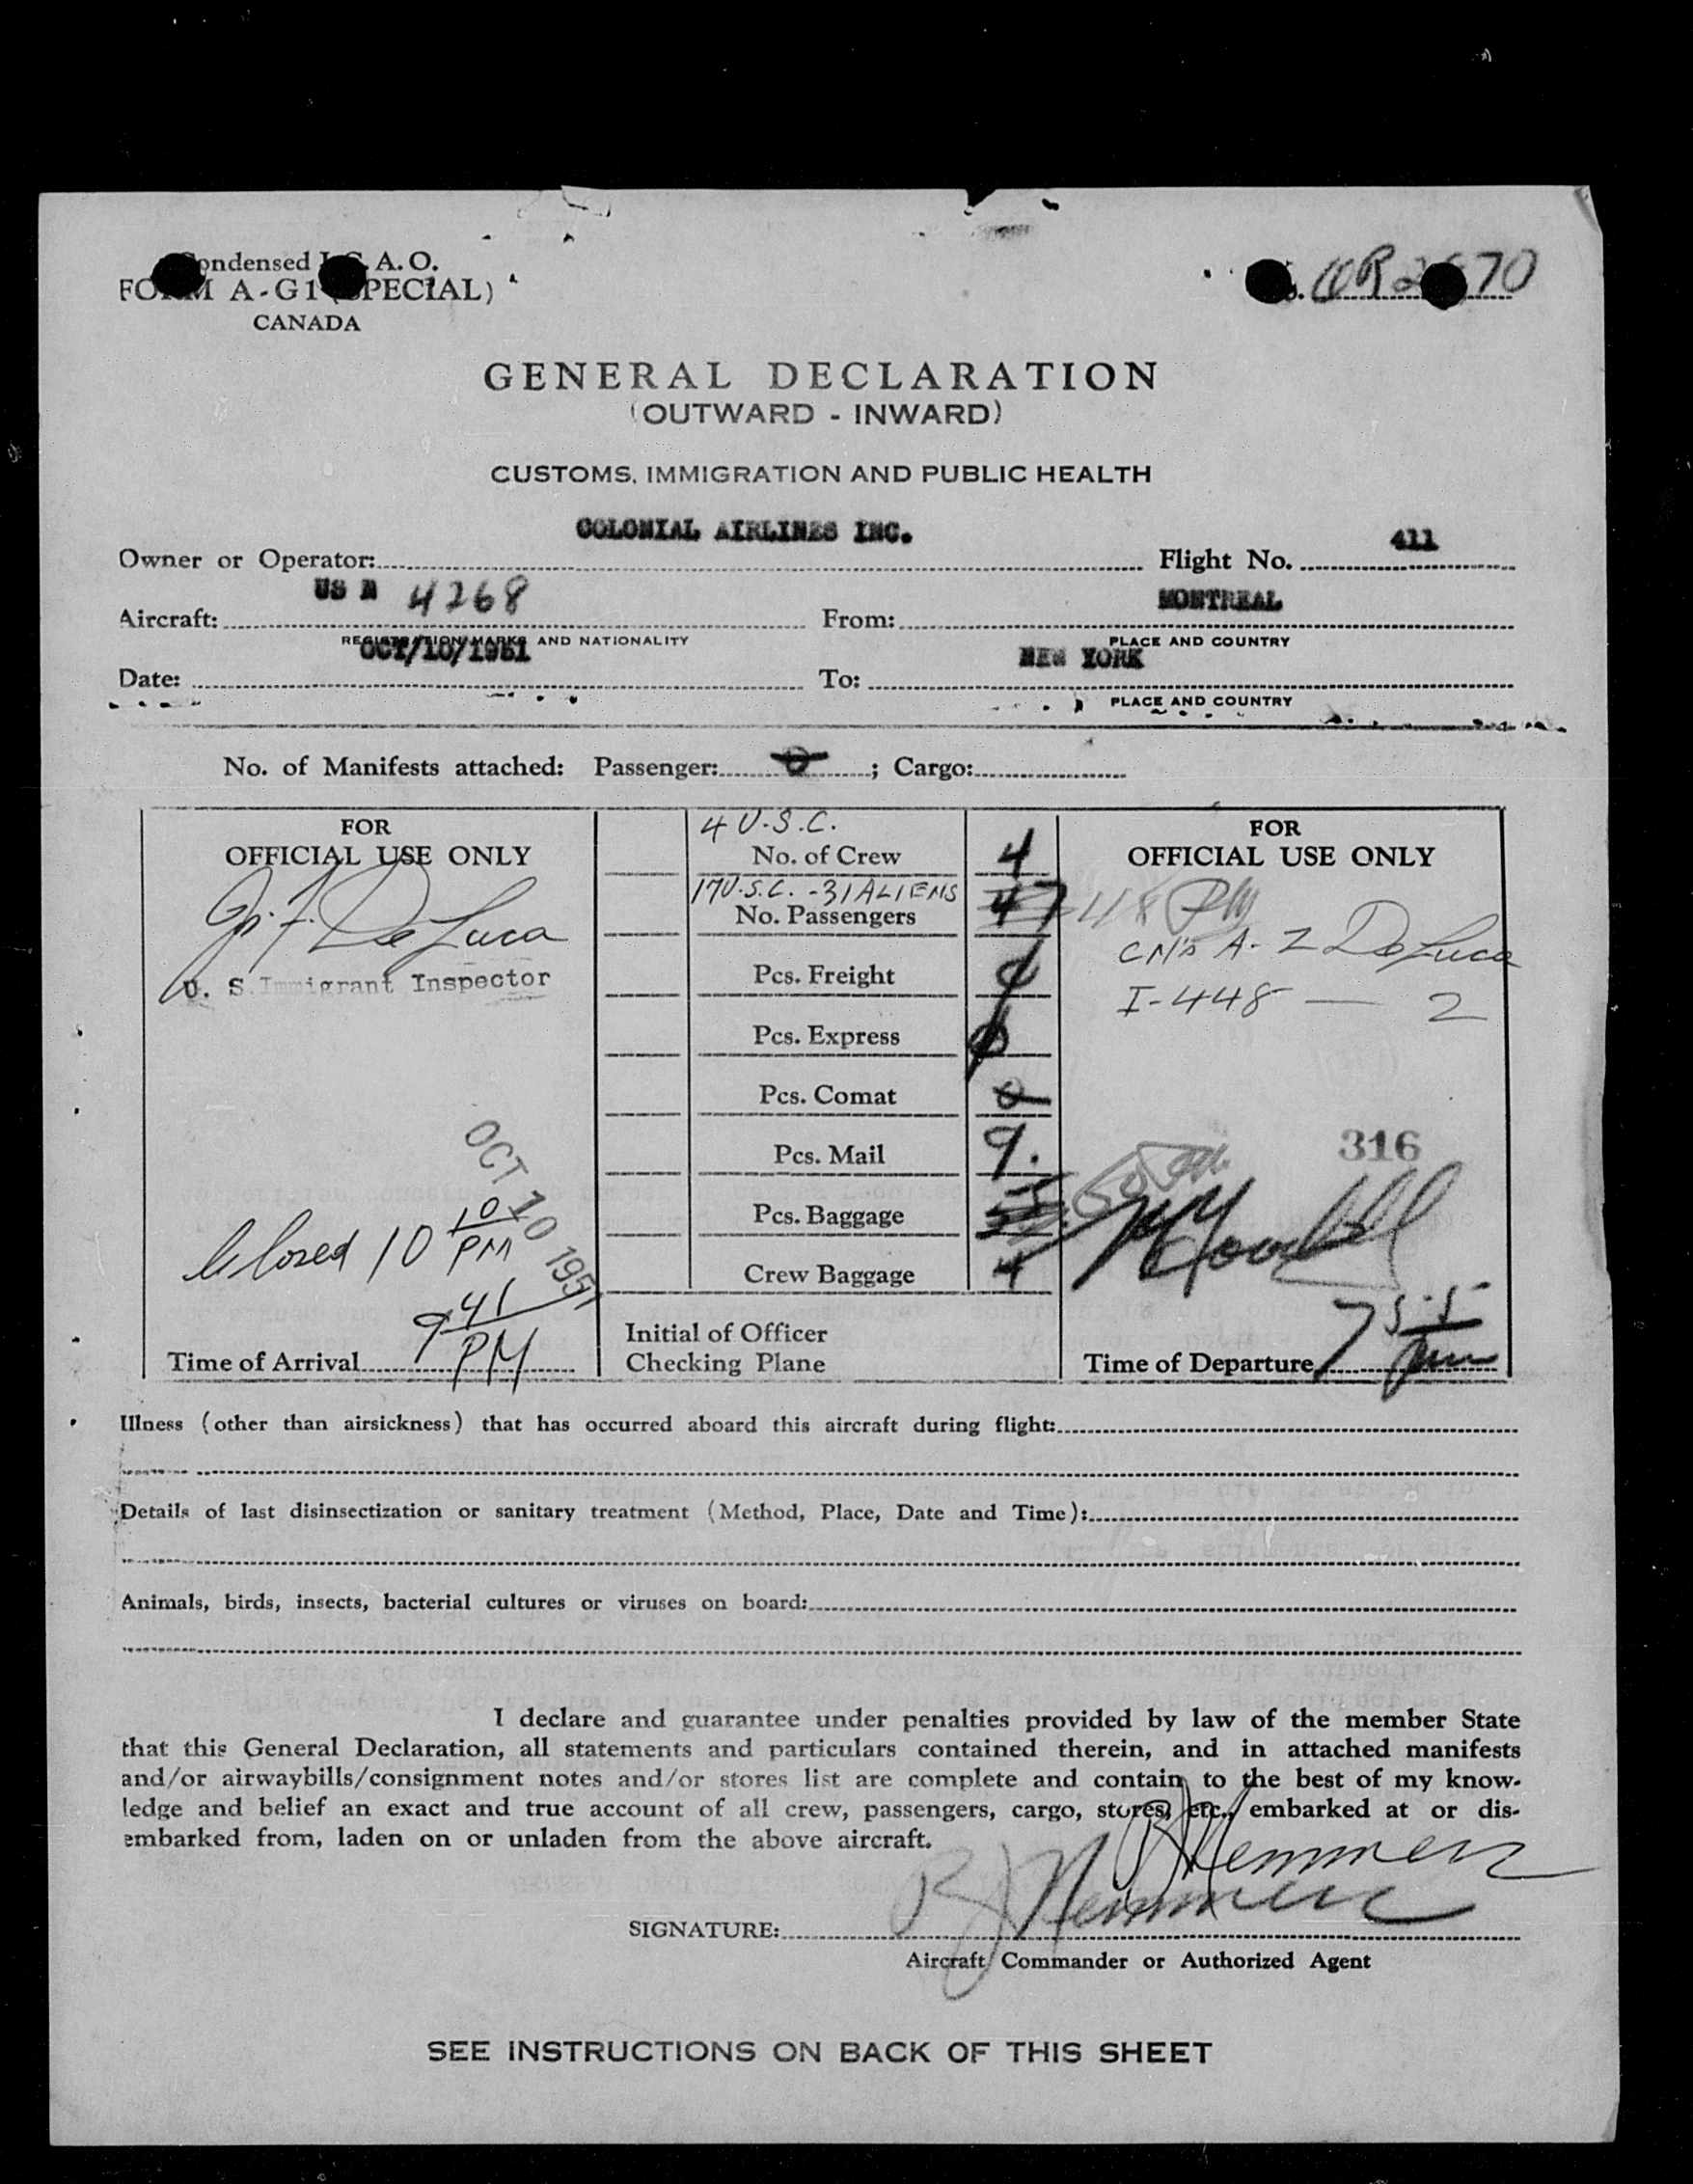 Condensed I.C.A.O.
FORM A-G1 (SPECIAL)
CANADA
GENERAL DECLARATION
(OUTWARD - INWARD)
CUSTOMS, IMMIGRATION AND PUBLIC HEALTH
COLONIAL AIRLINES INC.
Owner or Operator: Flight No. 411
US N 4268 MONTREAL
Aircraft: From:
REGISTRATION MARKS AND NATIONALITY PLACE AND COUNTRY
OCT/10/1951 NEW YORK
Date: To:
PLACE AND COUNTRY
No. of Manifests attached: Passenger: 0; Cargo:
FOR
OFFICIAL USE ONLY
De Luca
U. S. Immigrant Inspector
OCT 10 1951
Closed 10 10 PM
Time of Arrival 9 41 PM
4 U.S.C.
No. of Crew 4
17 U.S.C. - 31 ALIENS
No. Passengers 47 48
Pcs. Freight
Pcs. Express
Pcs. Comat 0
Pcs. Mail 9.
Pcs. Baggage
Crew Baggage 4
Initial of Officer
Checking Plane
FOR
OFFICIAL USE ONLY
A - 2 DeLuca
I-448 — 2
316
Time of Departure 7 55
Illness (other than airsickness) that has occurred aboard this aircraft during flight:
Details of last disinsectization or sanitary treatment (Method, Place, Date and Time):
Animals, birds, insects, bacterial cultures or viruses on board:
I declare and guarantee under penalties provided by law of the member State
that this General Declaration, all statements and particulars contained therein, and in attached manifests
and/or airwaybills/consignment notes and/or stores list are complete and contain to the best of my know-
ledge and belief an exact and true account of all crew, passengers, cargo, stores, etc., embarked at or dis-
embarked from, laden on or unladen from the above aircraft.
SIGNATURE:
Aircraft Commander or Authorized Agent
SEE INSTRUCTIONS ON BACK OF THIS SHEET